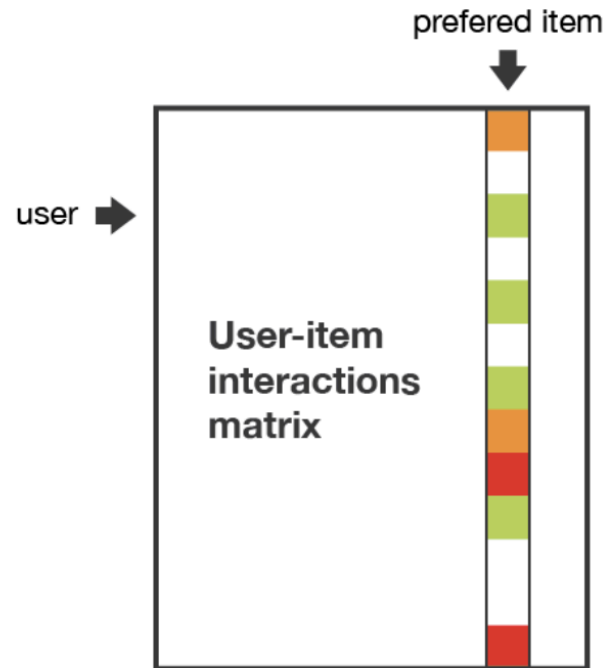 prefered item
user
User-item
interactions
matrix